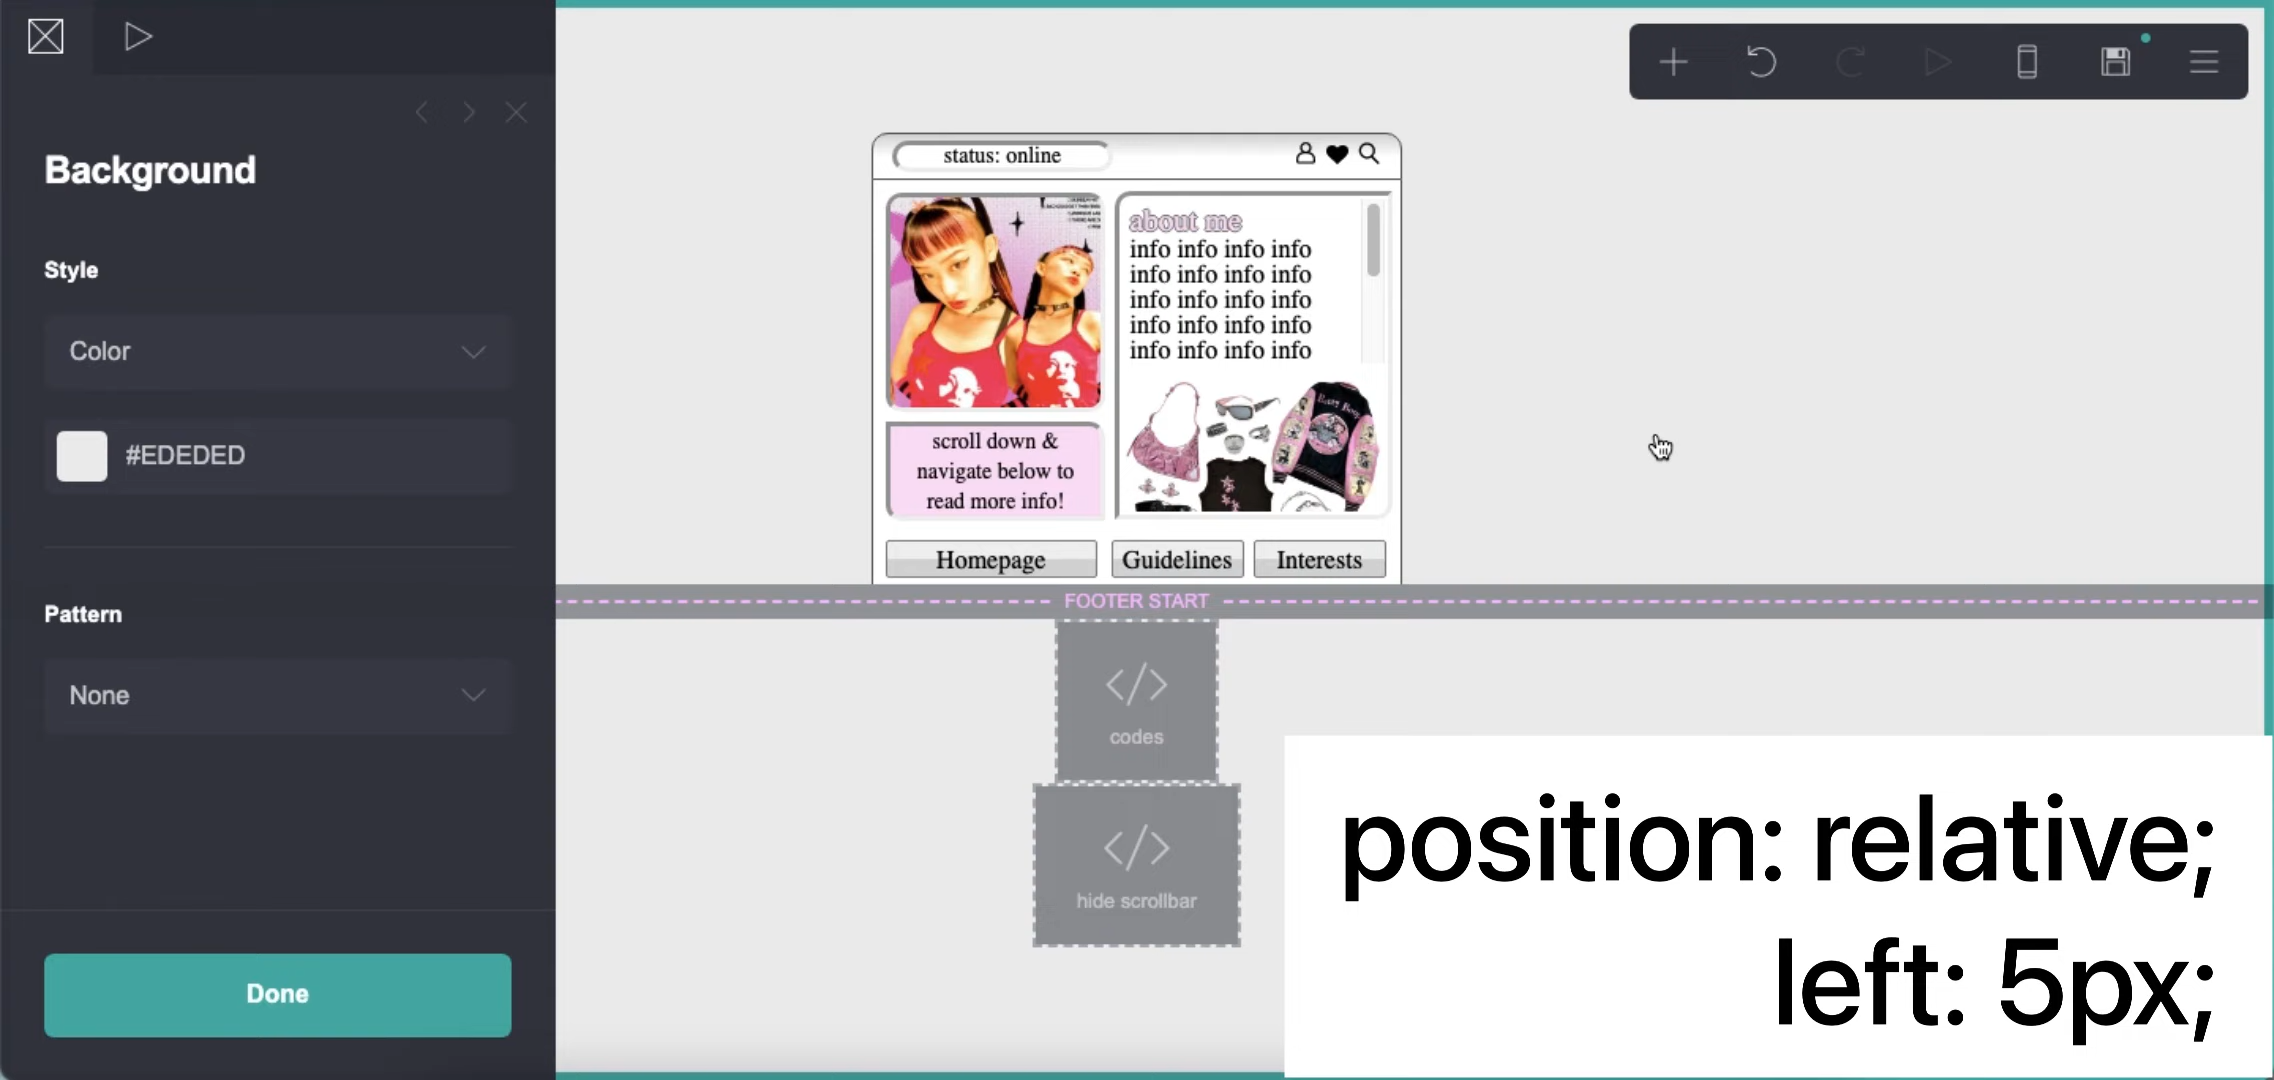 Background
Style
Color
#EDEDED
Pattern
None
Done
status: online
about me
info info info info
info info info info
info info info info
info info info info
info info info info
scroll down &
navigate below to
read more info!
Homepage
Guidelines
Interests
FOOTER START
codes
hide scrollbar
position: relative;
left: 5px;